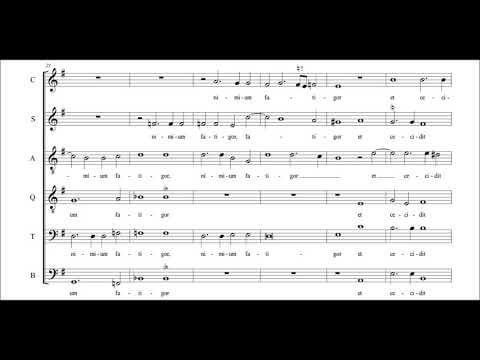 C
ni - mi-um fa - ti - gor et ce - ci-
S
ni-mi-um fa-ti-gor, fa - ti - gor et ce-ci-dit
A
-mi-um fa - ti - gor, ni-mi-um fa - ti-gor et ce-ci-dit
Q
um fa - ti - gor et ce - ci-dit
T
di-um fa - ti-gor, ni-mi-um fa - ti - gor et ce - ci-dit
B
um fa - ti - gor et ce - ci-dit